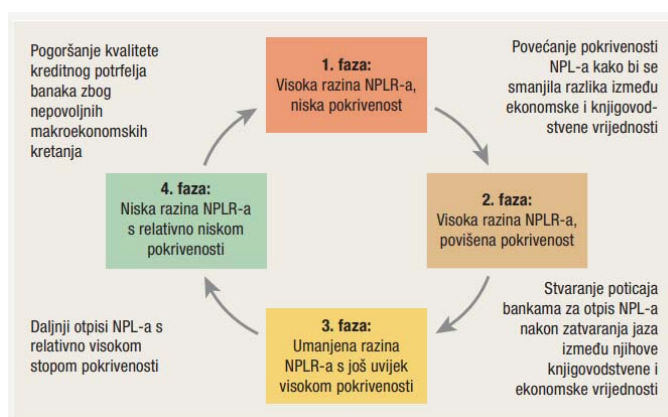 Pogoršanje kvalitete
kreditnog potrfelja
banaka zbog
nepovoljnih
makroekonomskih
kretanja
1. faza:
Visoka razina NPLR-a,
niska pokrivenost
Povećanje pokrivenosti
NPL-a kako bi se
smanjila razlika između
ekonomske i knjigovod-
stvene vrijednosti
4. faza:
Niska razina NPLR-a
s relativno niskom
pokrivenosti
2. faza:
Visoka razina NPLR-a,
povišena pokrivenost
Daljnji otpisi NPL-a s
relativno visokom
stopom pokrivenosti
3. faza:
Umanjena razina
NPLR-a s još uvijek
visokom pokrivenosti
Stvaranje poticaja
bankama za otpis NPL-a
nakon zatvaranja jaza
između njihove
knjigovodstvene i
ekonomske vrijednosti